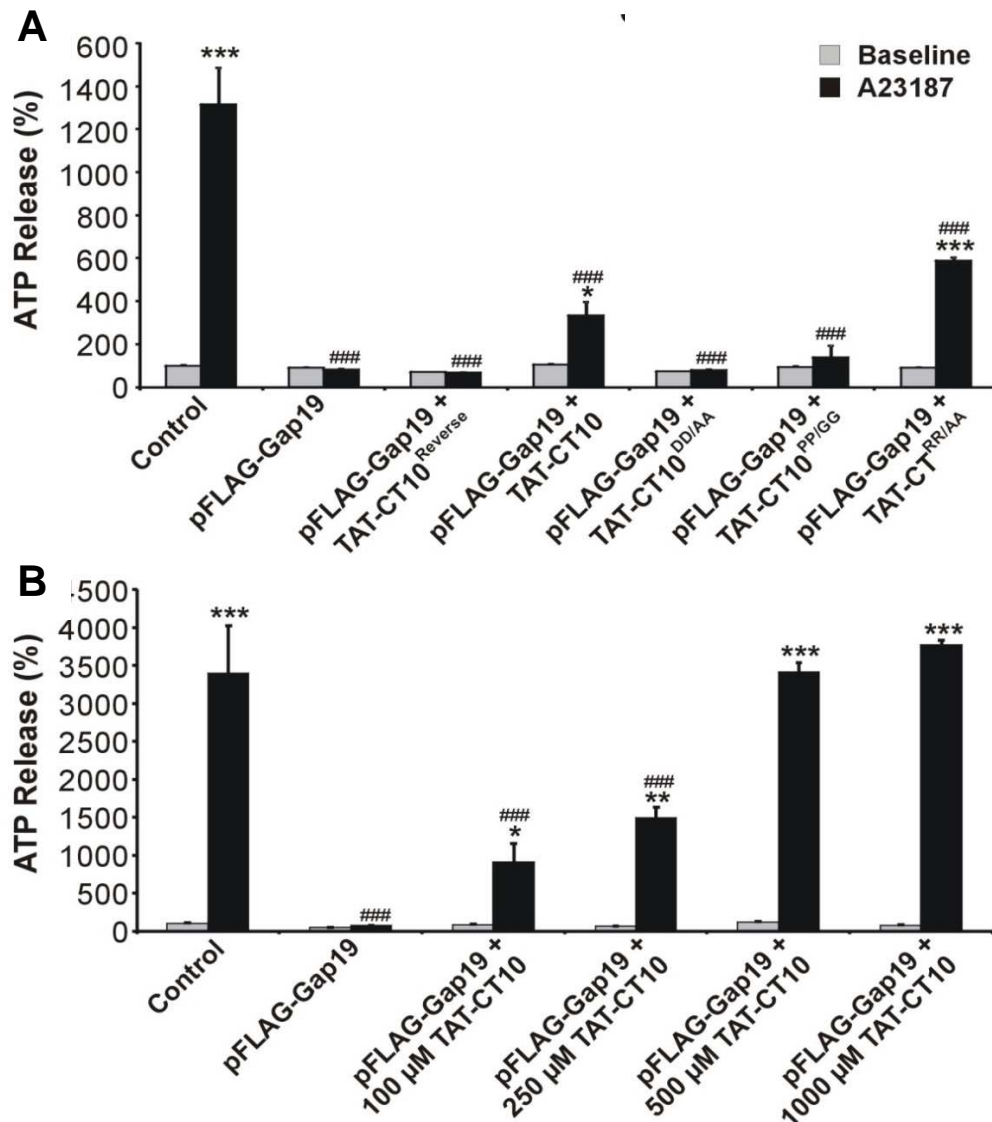 A
600
1400
1200
1000
800
600
400
200
0
ATP Release (%)
Baseline
A23187
***
###
###
###
*
###
###
###
***
Control
pFLAG-Gap19
pFLAG-Gap19 +
TAT-CT10Reverse
pFLAG-Gap19 +
TAT-CT10
pFLAG-Gap19 +
TAT-CT10DD/AA
pFLAG-Gap19 +
TAT-CT10PP/GG
pFLAG-Gap19 +
TAT-CTRR/AA
B
500
4000
3500
3000
2500
2000
1500
1000
500
0
ATP Release (%)
***
###
###
*
###
**
***
***
Control
pFLAG-Gap19
pFLAG-Gap19 +
100 µM TAT-CT10
pFLAG-Gap19 +
250 µM TAT-CT10
pFLAG-Gap19 +
500 µM TAT-CT10
pFLAG-Gap19 +
1000 µM TAT-CT10